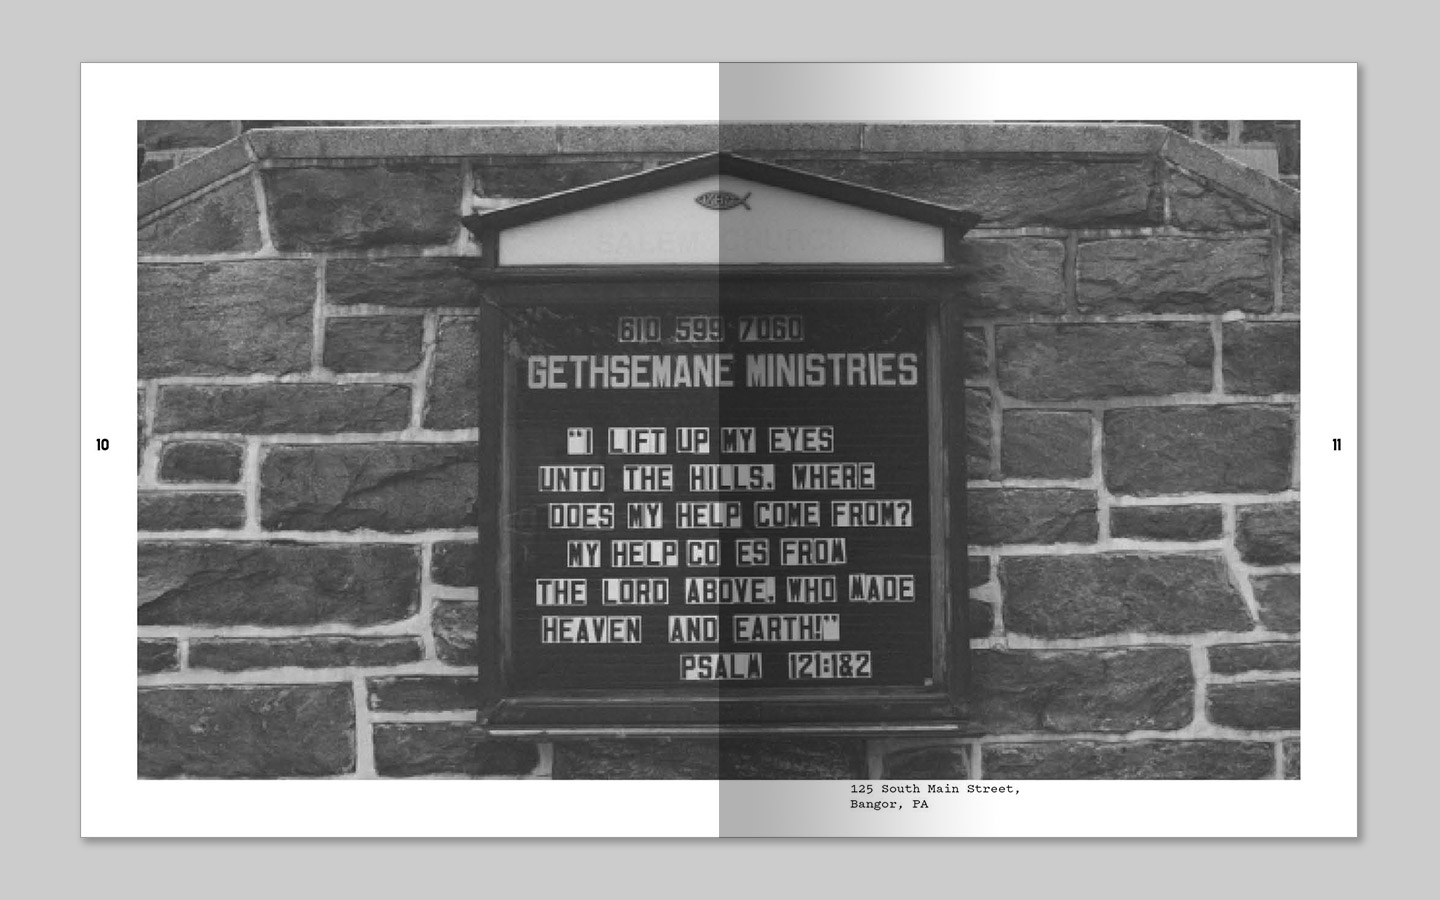 SALEM CHURCH
610 599 7060
GETHSEMANE MINISTRIES
"I LIFT UP MY EYES
UNTO THE HILLS. WHERE
DOES MY HELP COME FROM?
MY HELP CO ES FROM
THE LORD ABOVE, WHO MADE
HEAVEN AND EARTH!"
PSALM 121:1&2
10
11
125 South Main Street,
Bangor, PA